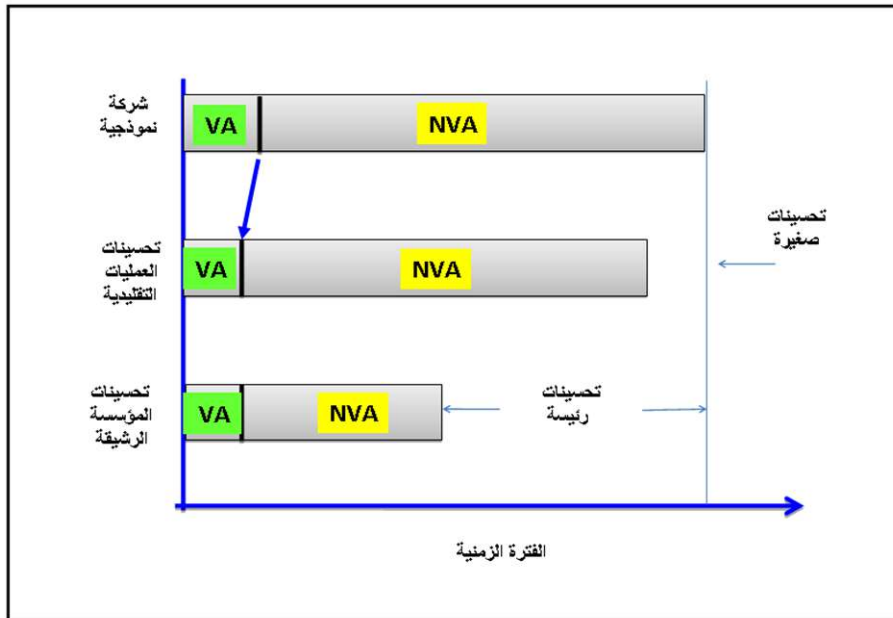 شركة
نموذجية
VA
NVA
تحسينات
صغيرة
تحسينات
العمليات
التقليدية
VA
NVA
تحسينات
المؤسسة
الرشيقة
VA
NVA
تحسينات
رئيسة
الفترة الزمنية